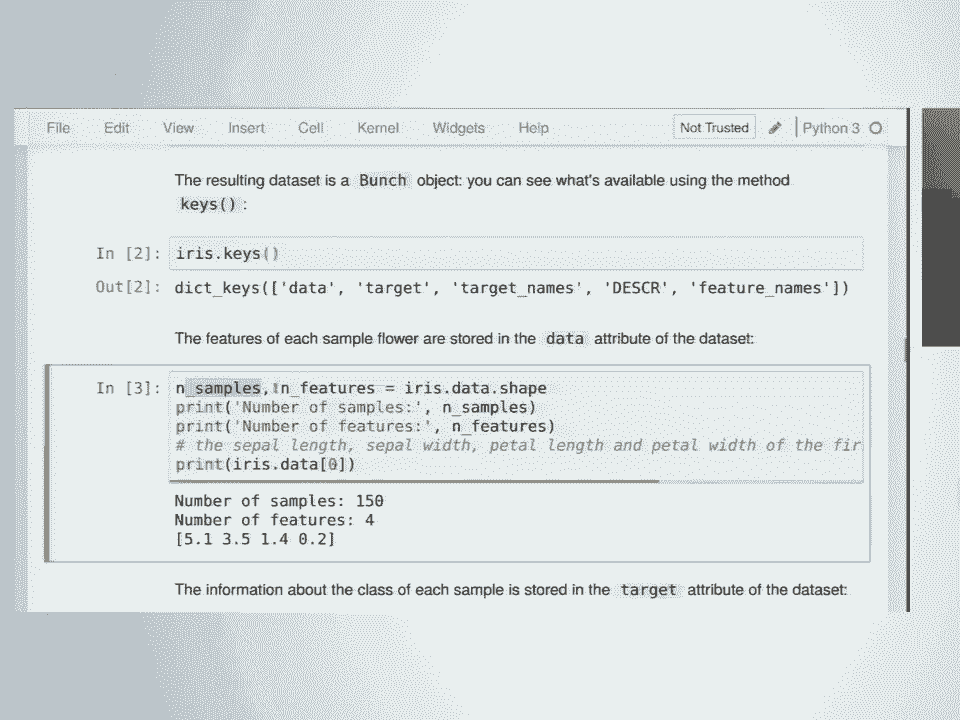 File Edit View Insert Cell Kernel Widgets Help Not Trusted Python 3
The resulting dataset is a Bunch object: you can see what's available using the method
keys() :
In [2]: iris.keys()
Out[2]: dict_keys(['data', 'target', 'target_names', 'DESCR', 'feature_names'])
The features of each sample flower are stored in the data attribute of the dataset:
In [3]: n_samples, n_features = iris.data.shape
print('Number of samples:', n_samples)
print('Number of features:', n_features)
# the sepal length, sepal width, petal length and petal width of the fir
print(iris.data[0])
Number of samples: 150
Number of features: 4
[5.1 3.5 1.4 0.2]
The information about the class of each sample is stored in the target attribute of the dataset: